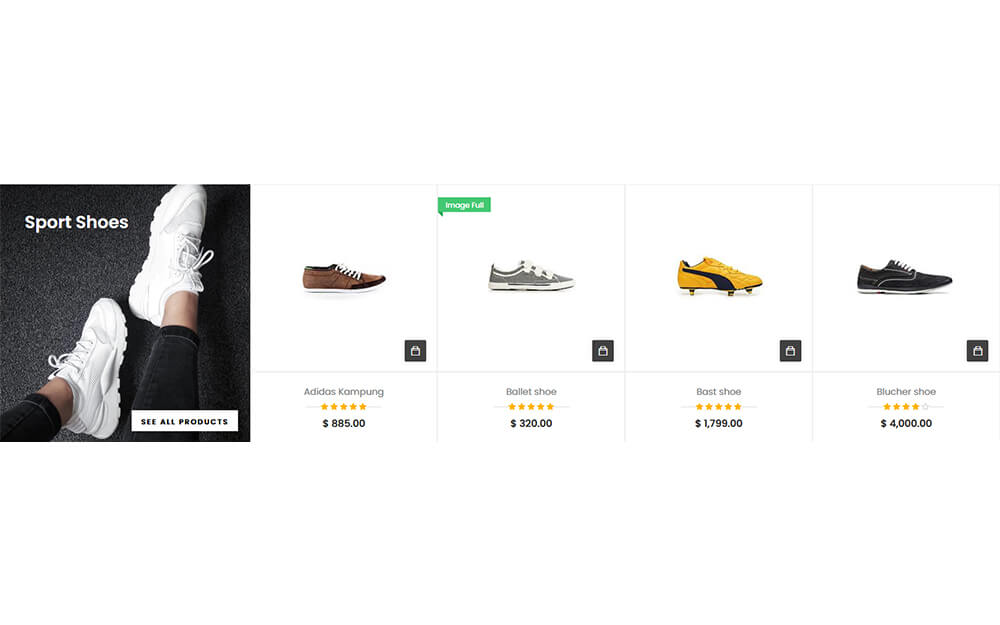 Sport Shoes
SEE ALL PRODUCTS
Adidas Kampung
$ 885.00
Image Full
Ballet shoe
$ 320.00
Bast shoe
$ 1,799.00
Blucher shoe
$ 4,000.00